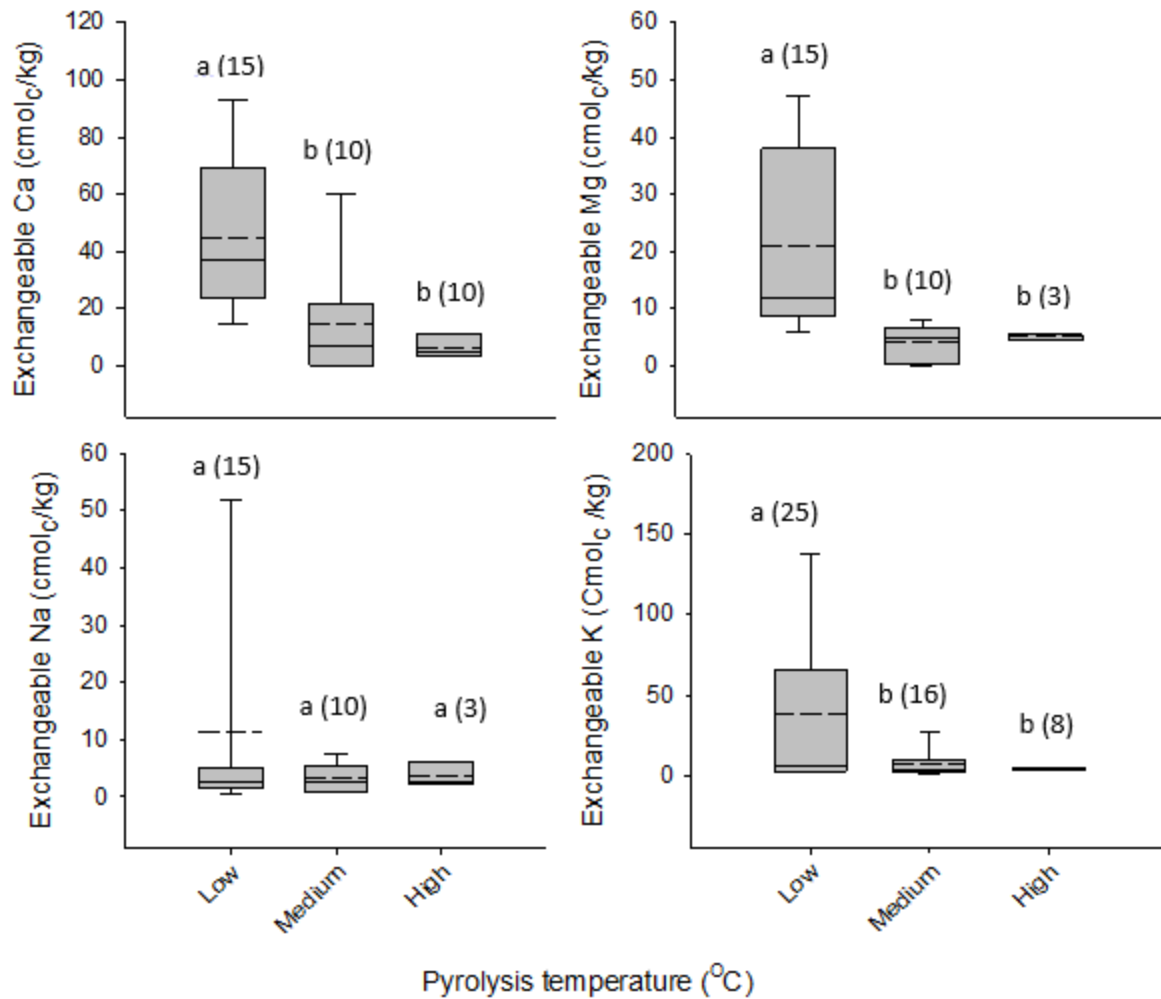 Exchangeable Ca (cmolc/kg)
120
100
80
60
40
20
0
a (15)
b (10)
b (10)
Exchangeable Mg (cmolc/kg)
60
50
40
30
20
10
0
a (15)
b (10)
b (3)
Exchangeable Na (cmolc/kg)
60
50
40
30
20
10
0
a (15)
a (10)
a (3)
Low
Medium
High
Exchangeable K (Cmolc /kg)
200
150
100
50
0
a (25)
b (16)
b (8)
Low
Medium
High
Pyrolysis temperature (OC)